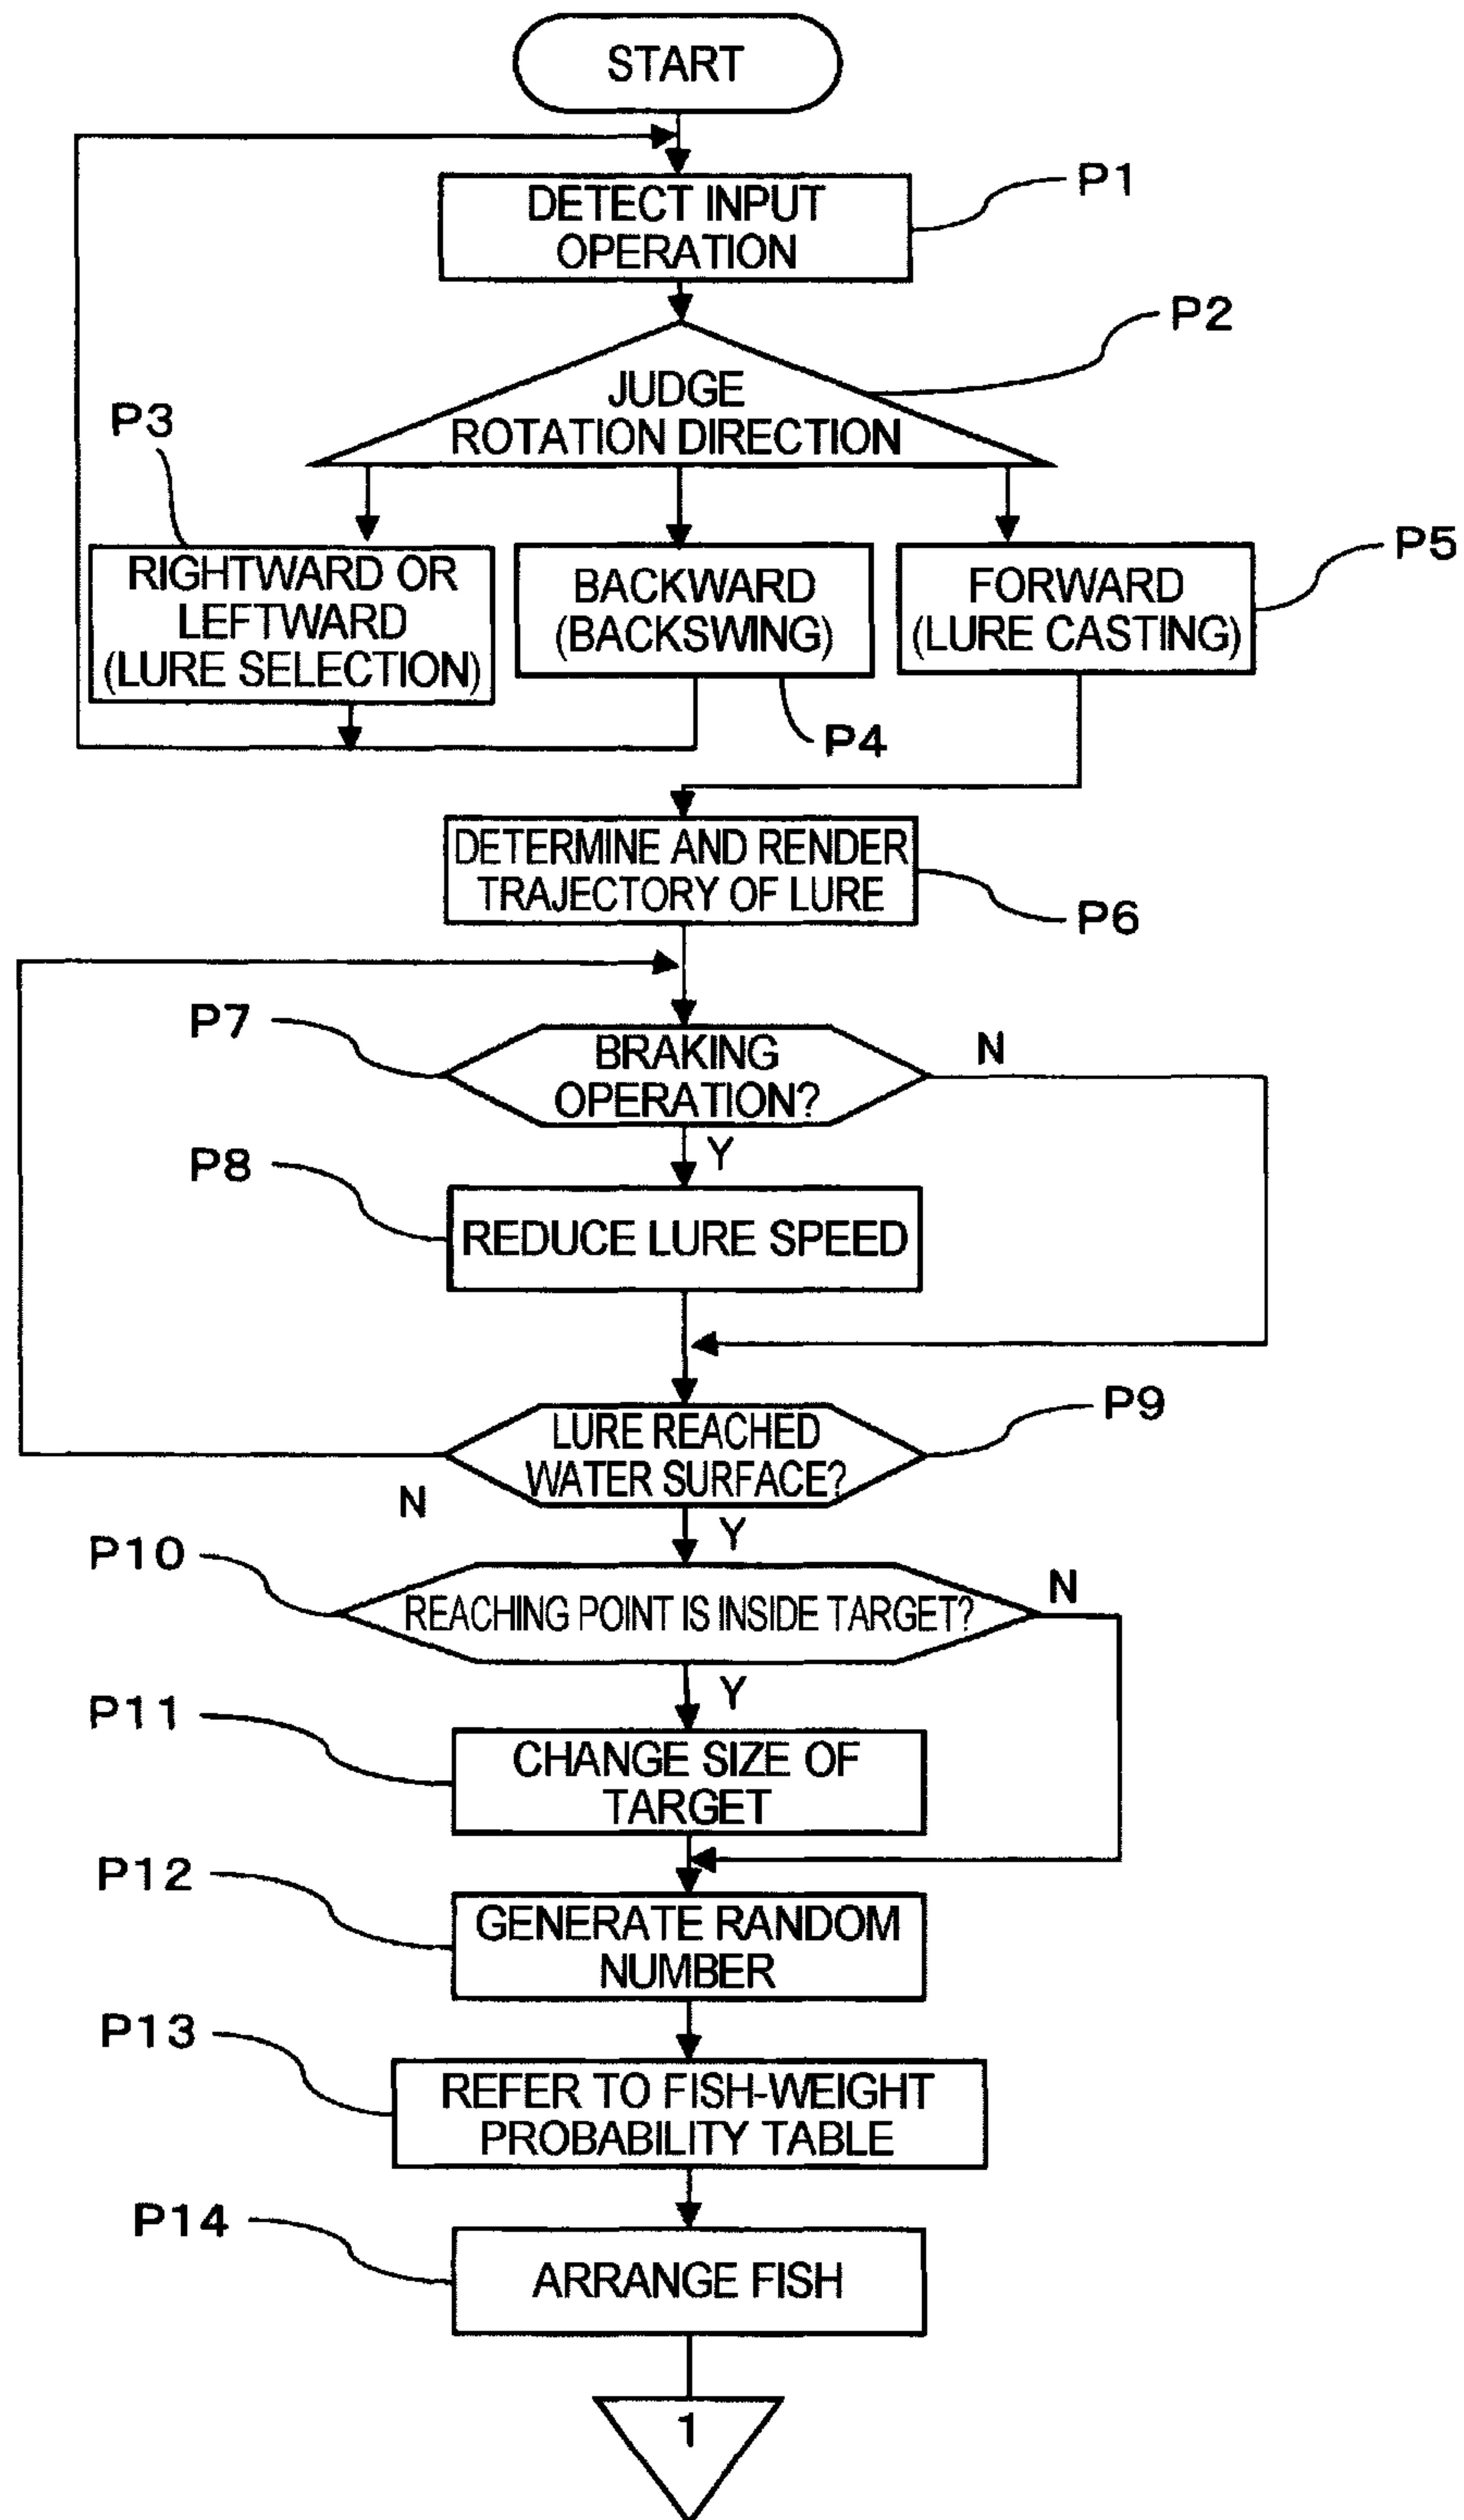 START
DETECT INPUT
OPERATION
P1
P2
JUDGE
ROTATION DIRECTION
P3
RIGHTWARD OR
LEFTWARD
(LURE SELECTION)
BACKWARD
(BACKSWING)
FORWARD
(LURE CASTING)
P5
P4
DETERMINE AND RENDER
TRAJECTORY OF LURE
P6
P7
BRAKING
OPERATION?
N
Y
P8
REDUCE LURE SPEED
P9
LURE REACHED
WATER SURFACE?
N
Y
P10
REACHING POINT IS INSIDE TARGET?
N
Y
P11
CHANGE SIZE OF
TARGET
P12
GENERATE RANDOM
NUMBER
P13
REFER TO FISH-WEIGHT
PROBABILITY TABLE
P14
ARRANGE FISH
1